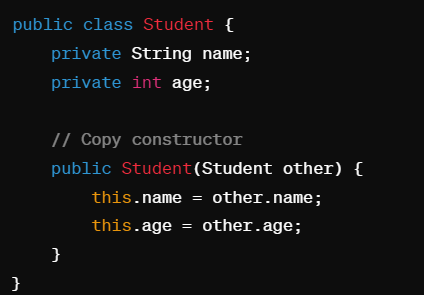 public class Student {
    private String name;
    private int age;

    // Copy constructor
    public Student(Student other) {
        this.name = other.name;
        this.age = other.age;
    }
}